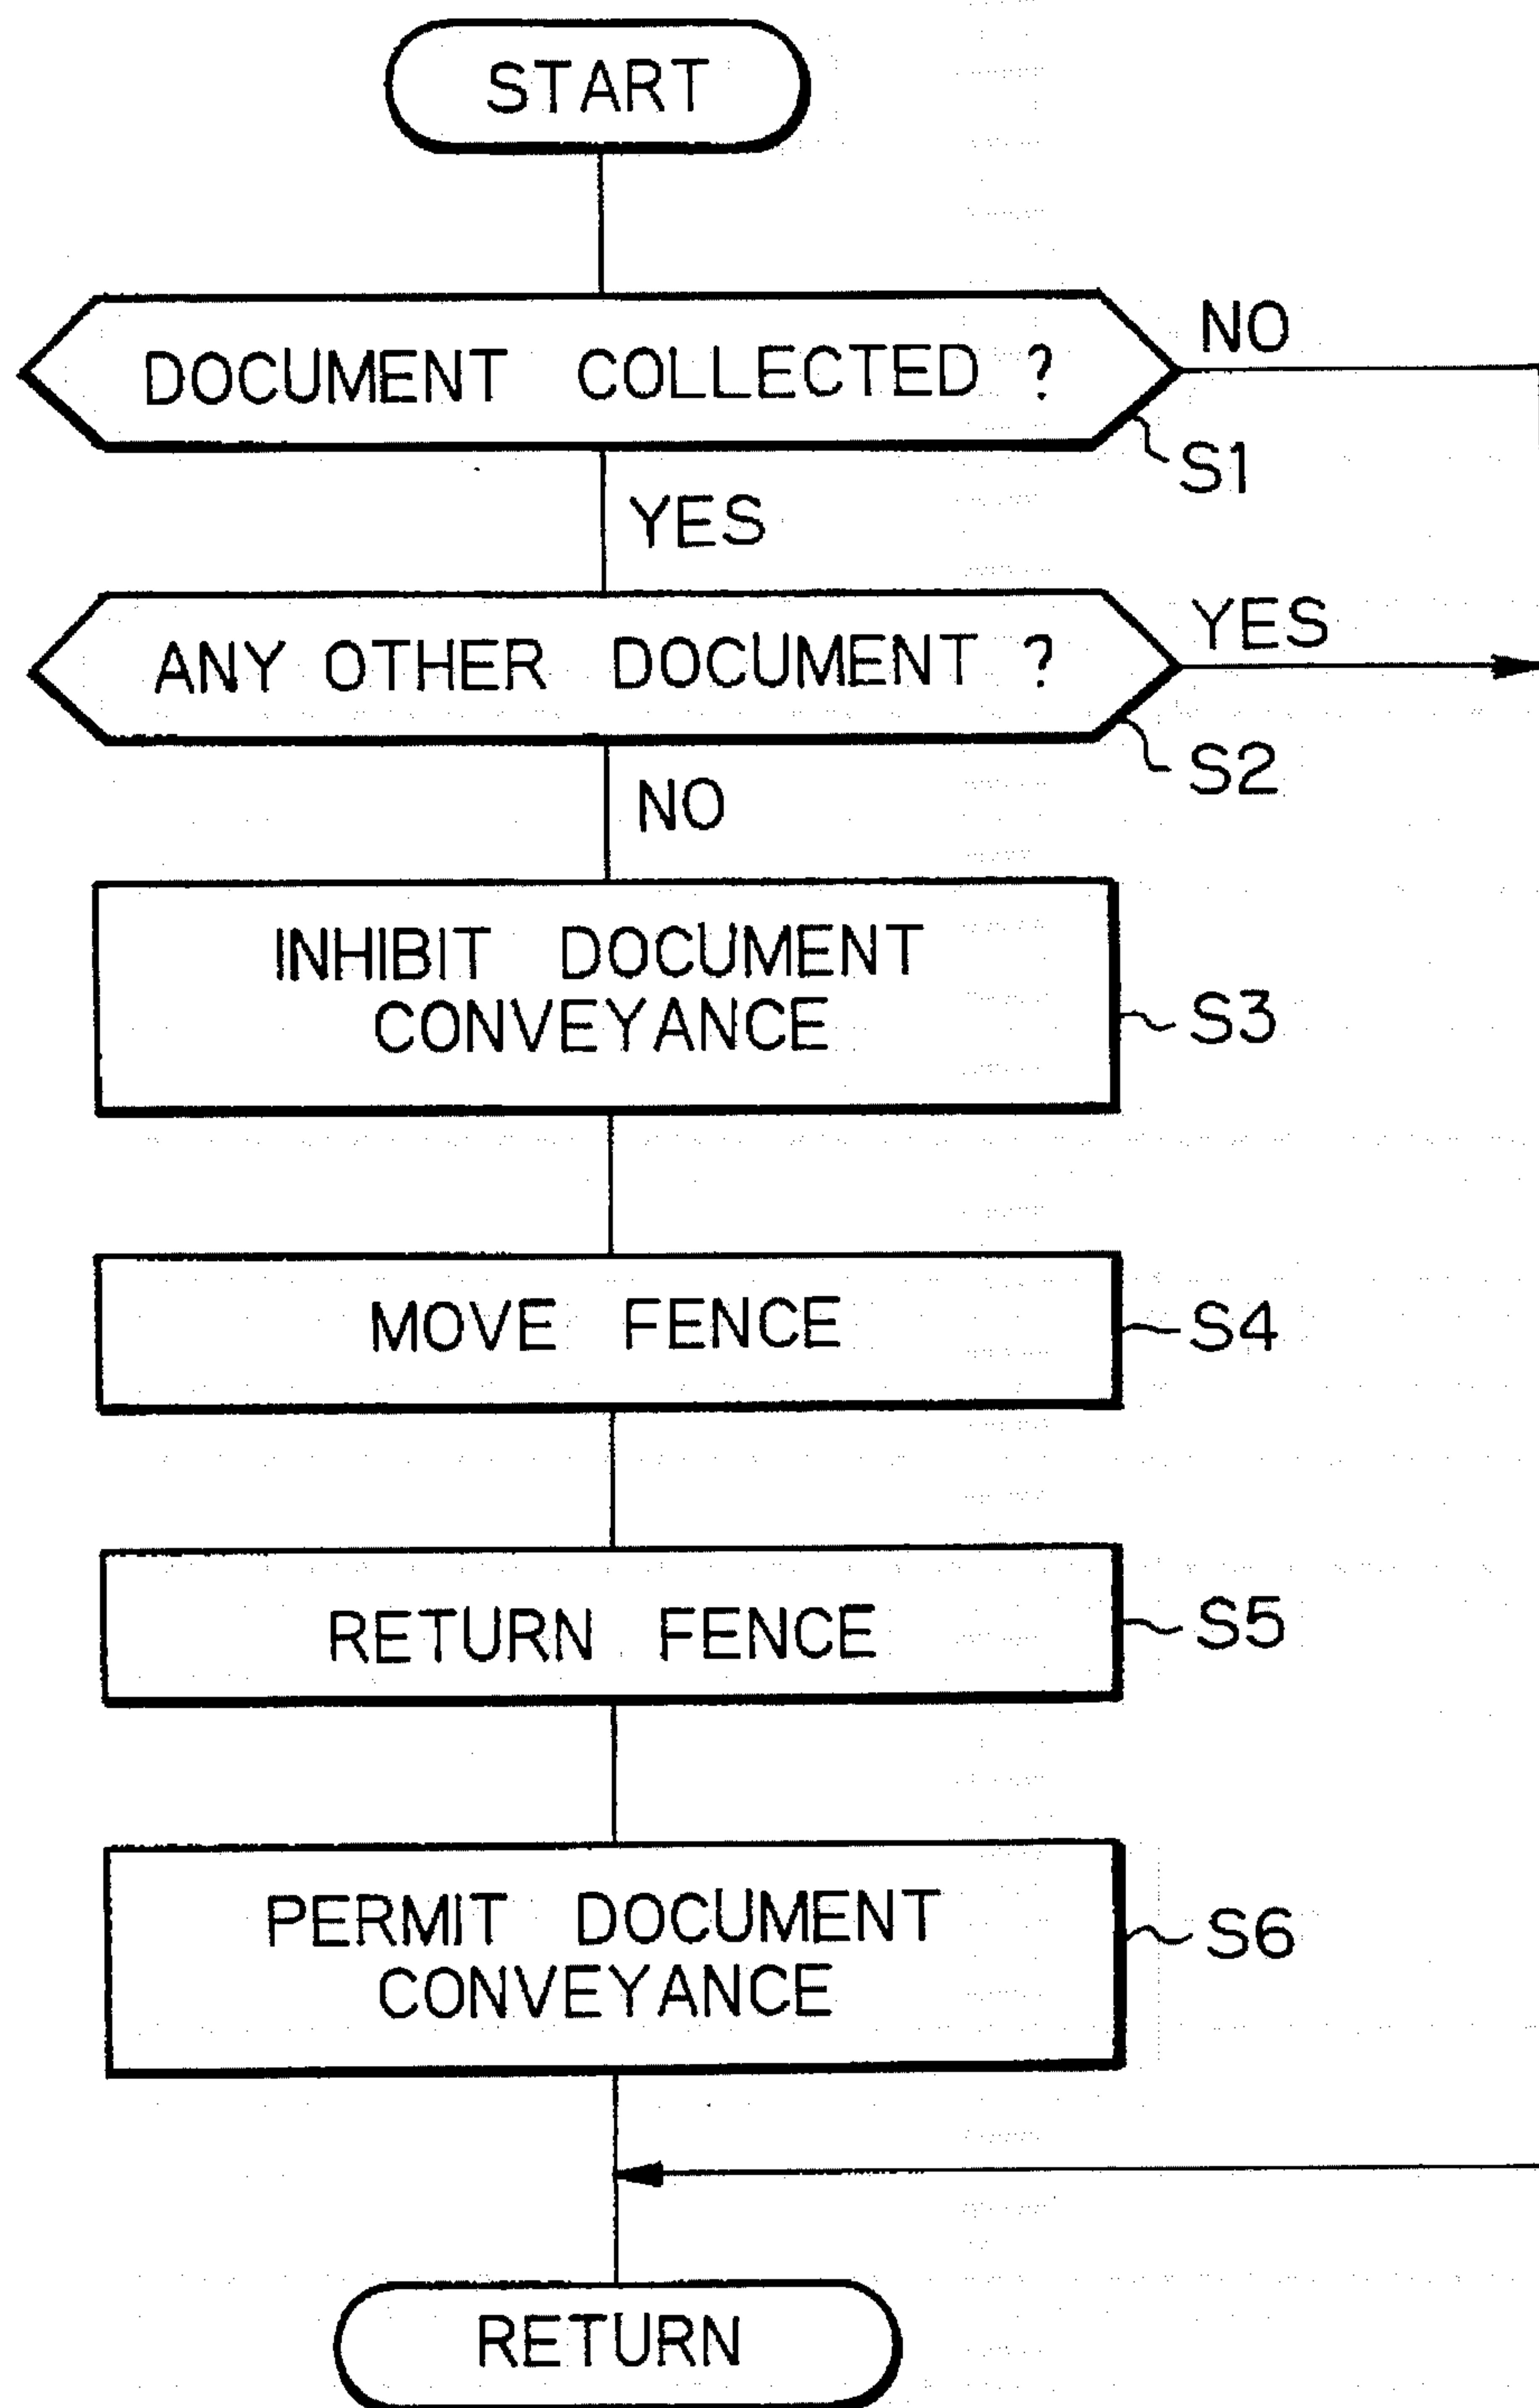 START
DOCUMENT COLLECTED ?
NO
S1
YES
ANY OTHER DOCUMENT ?
YES
S2
NO
INHIBIT DOCUMENT
CONVEYANCE
S3
MOVE FENCE
S4
RETURN FENCE
S5
PERMIT DOCUMENT
CONVEYANCE
S6
RETURN